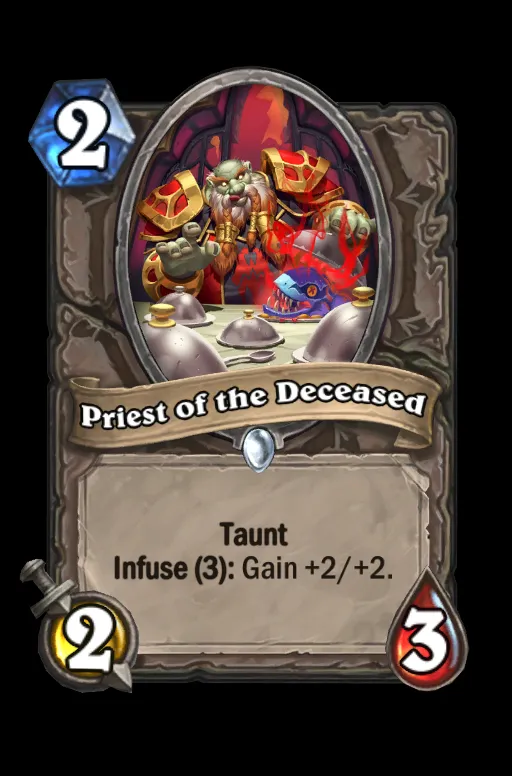 2
Priest of the Deceased
Taunt
Infuse (3): Gain +2/+2.
2
3